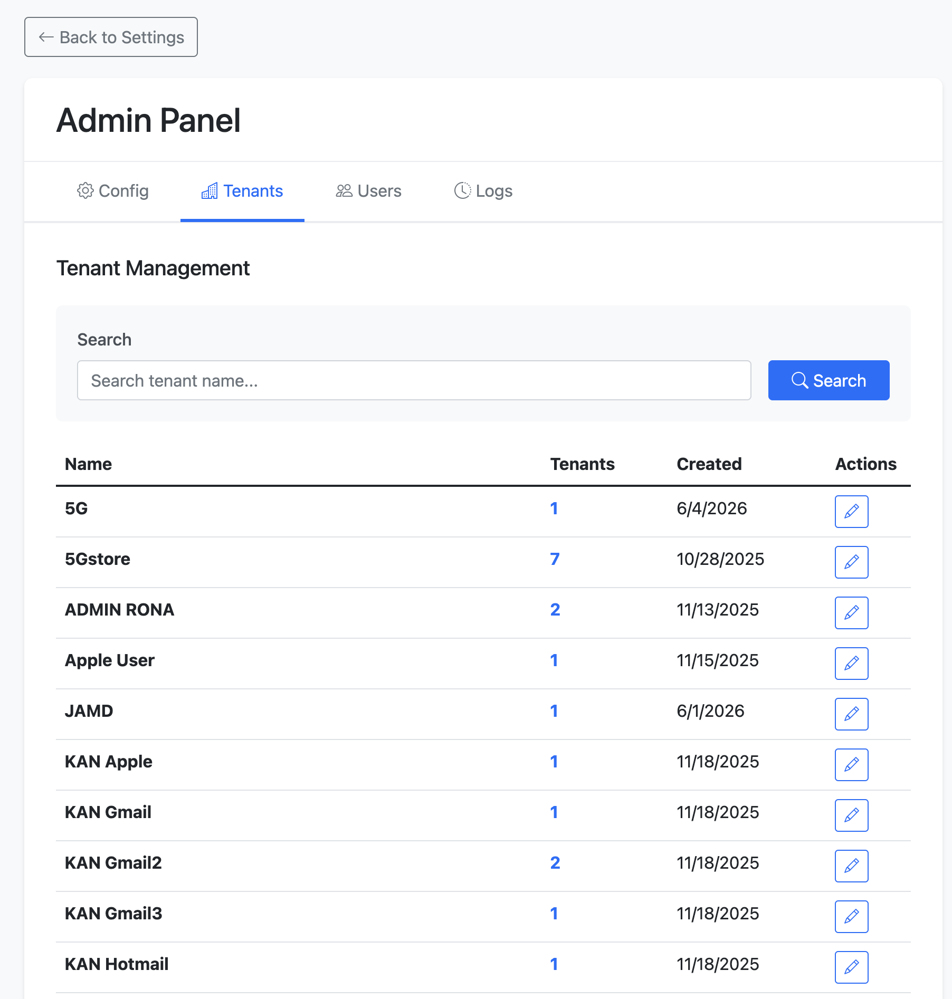 ← Back to Settings
Admin Panel
Config Tenants Users Logs
Tenant Management
Search
Search tenant name...
Search
Name Tenants Created Actions
5G 1 6/4/2026
5Gstore 7 10/28/2025
ADMIN RONA 2 11/13/2025
Apple User 1 11/15/2025
JAMD 1 6/1/2026
KAN Apple 1 11/18/2025
KAN Gmail 1 11/18/2025
KAN Gmail2 2 11/18/2025
KAN Gmail3 1 11/18/2025
KAN Hotmail 1 11/18/2025